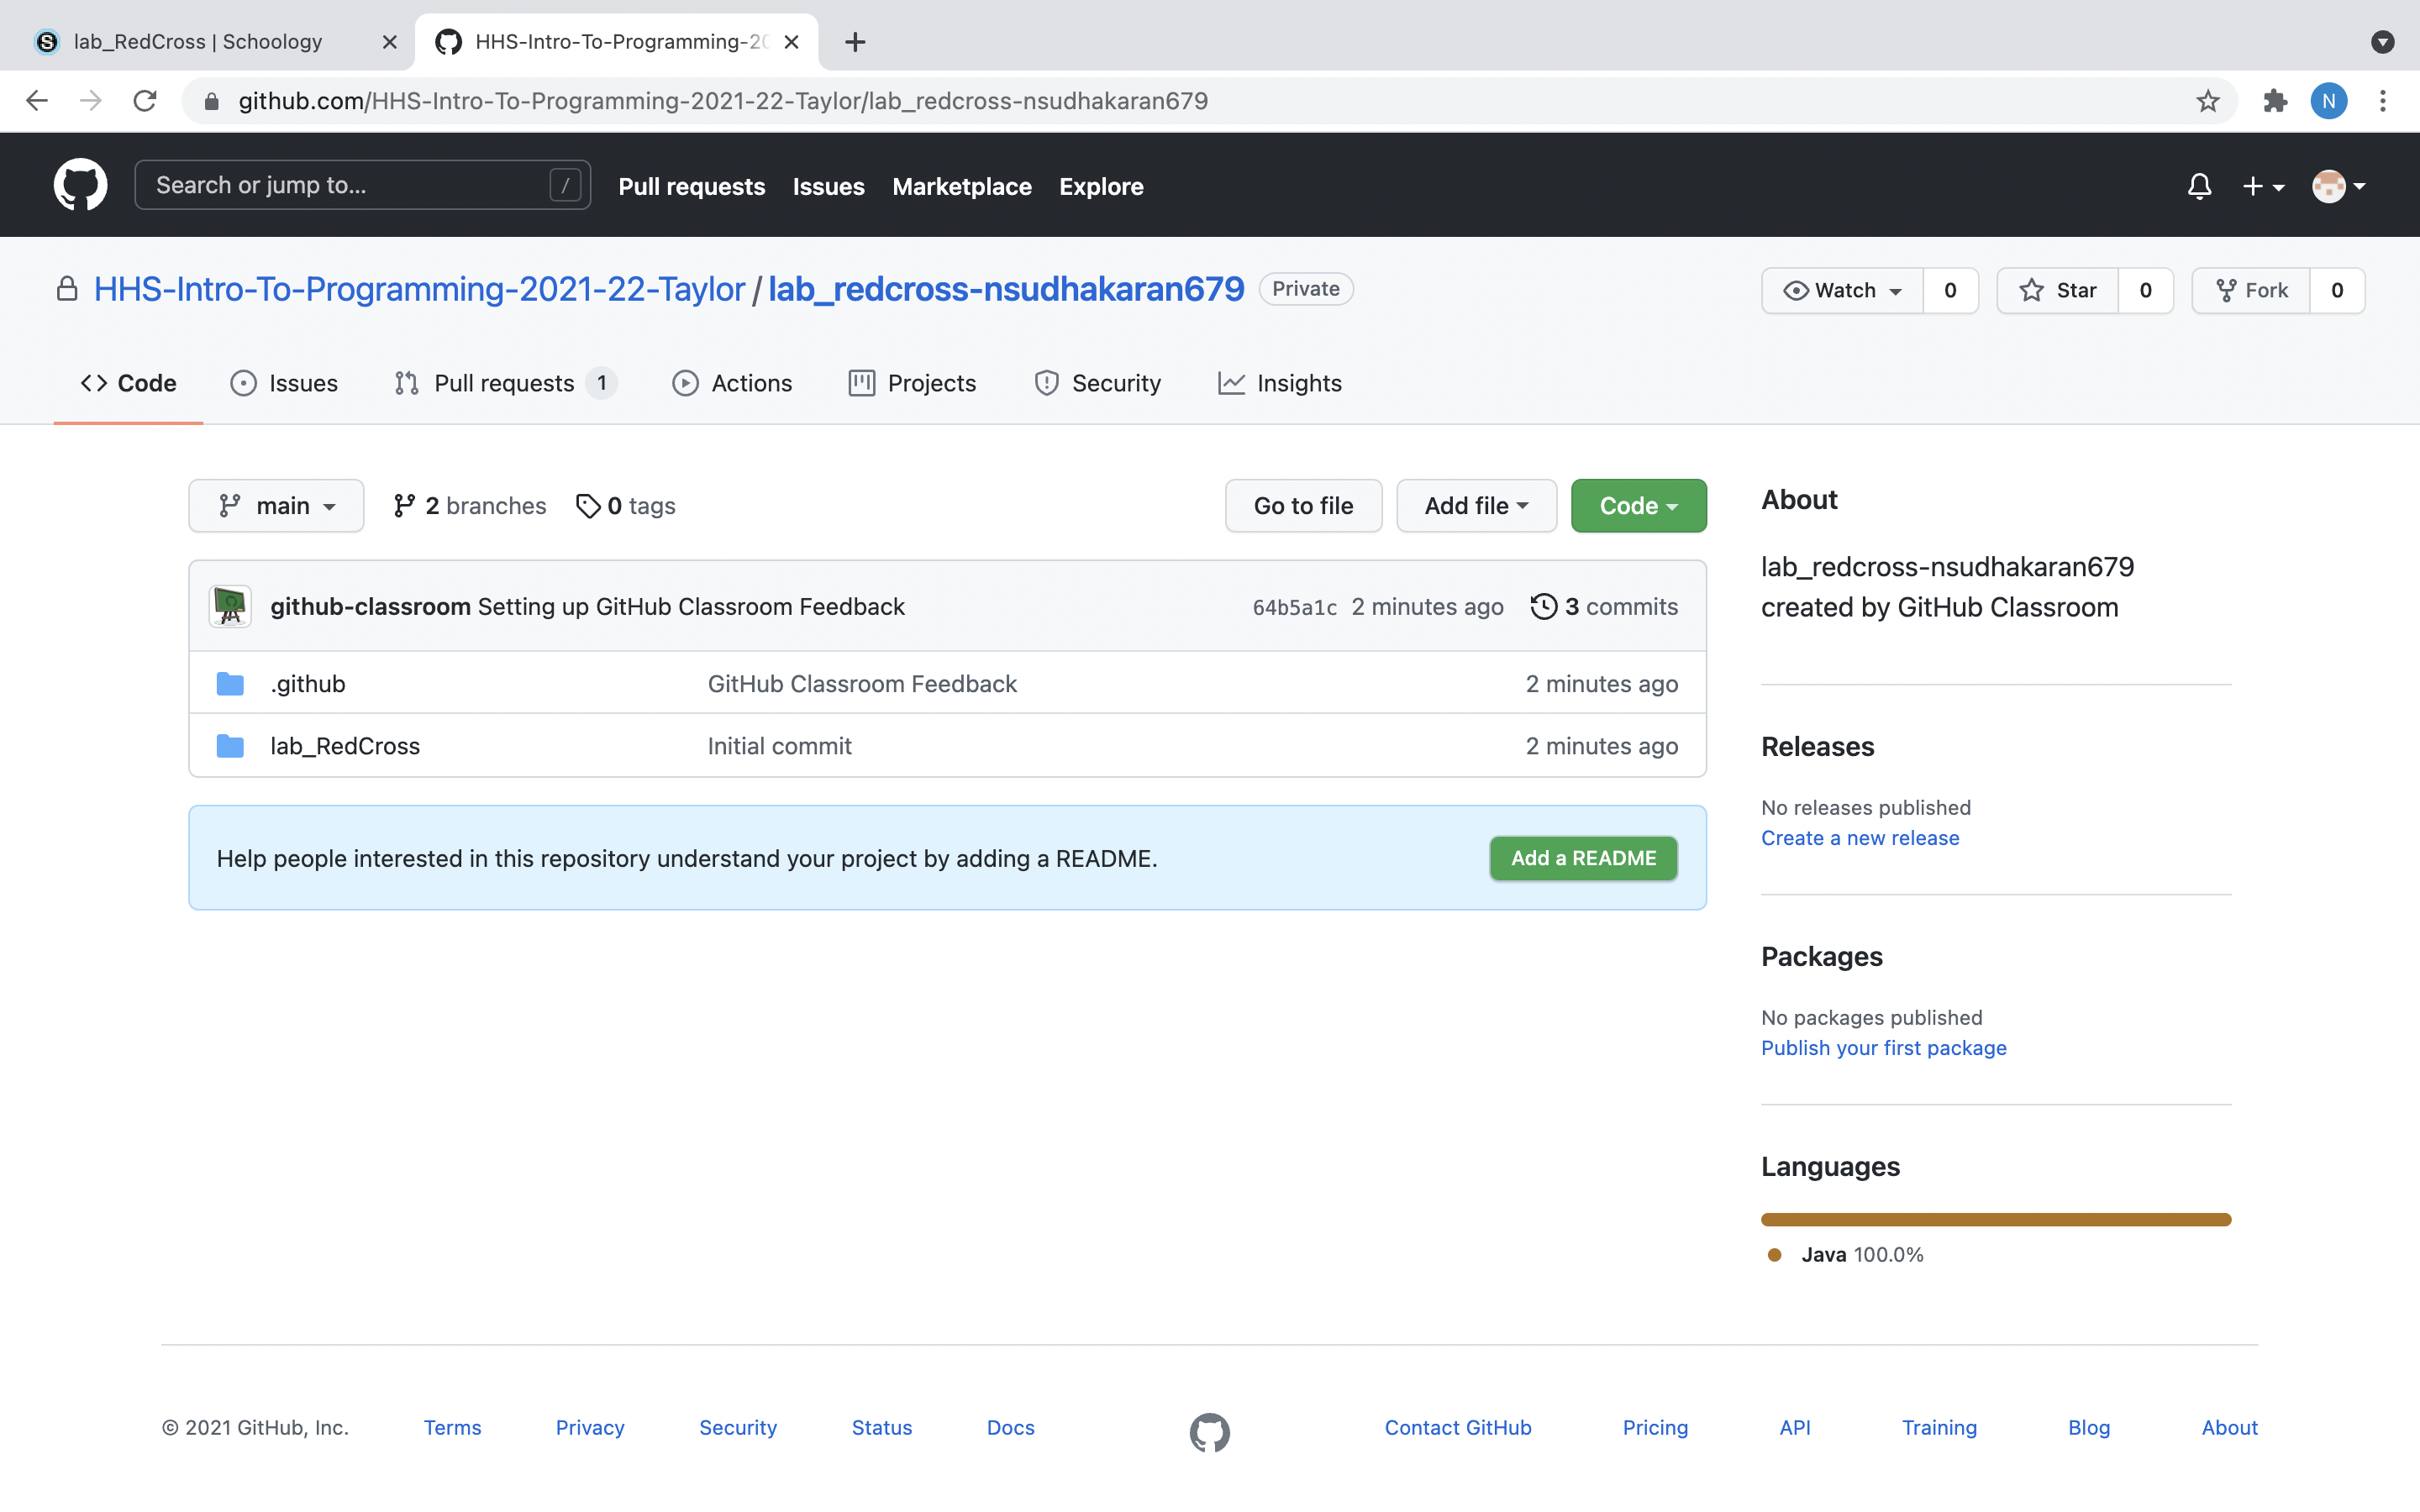 lab_RedCross | Schoology
HHS-Intro-To-Programming-20
github.com/HHS-Intro-To-Programming-2021-22-Taylor/lab_redcross-nsudhakaran679
N
Search or jump to...
/
Pull requests
Issues
Marketplace
Explore
HHS-Intro-To-Programming-2021-22-Taylor / lab_redcross-nsudhakaran679
Private
Watch 0
Star 0
Fork 0
Code
Issues
Pull requests 1
Actions
Projects
Security
Insights
main
2 branches
0 tags
Go to file
Add file
Code
github-classroom Setting up GitHub Classroom Feedback
64b5a1c 2 minutes ago
3 commits
.github
GitHub Classroom Feedback
2 minutes ago
lab_RedCross
Initial commit
2 minutes ago
Help people interested in this repository understand your project by adding a README.
Add a README
About
lab_redcross-nsudhakaran679
created by GitHub Classroom
Releases
No releases published
Create a new release
Packages
No packages published
Publish your first package
Languages
Java 100.0%
© 2021 GitHub, Inc.
Terms
Privacy
Security
Status
Docs
Contact GitHub
Pricing
API
Training
Blog
About